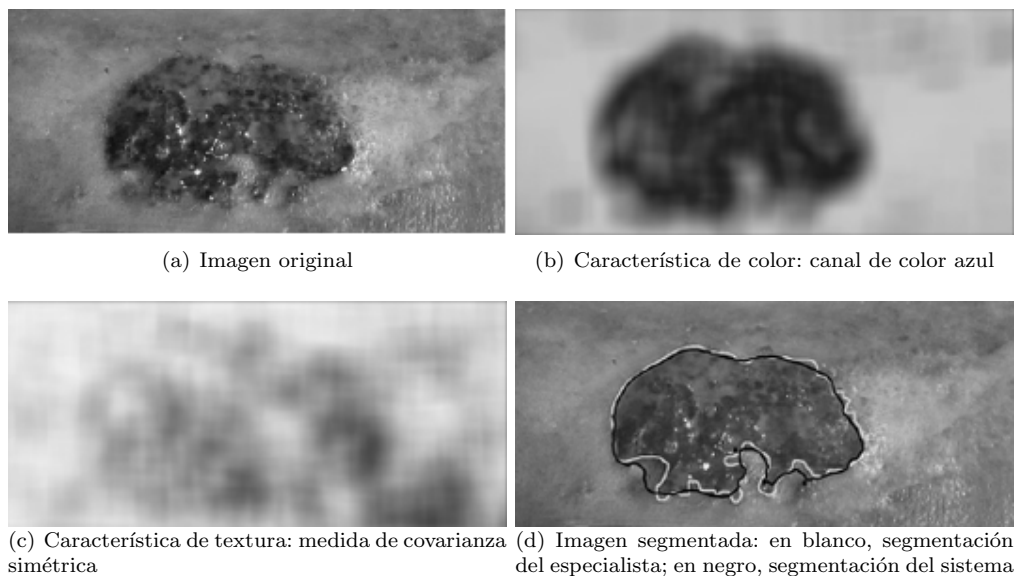 (a) Imagen original
(b) Característica de color: canal de color azul
(c) Característica de textura: medida de covarianza
simétrica
(d) Imagen segmentada: en blanco, segmentación
del especialista; en negro, segmentación del sistema